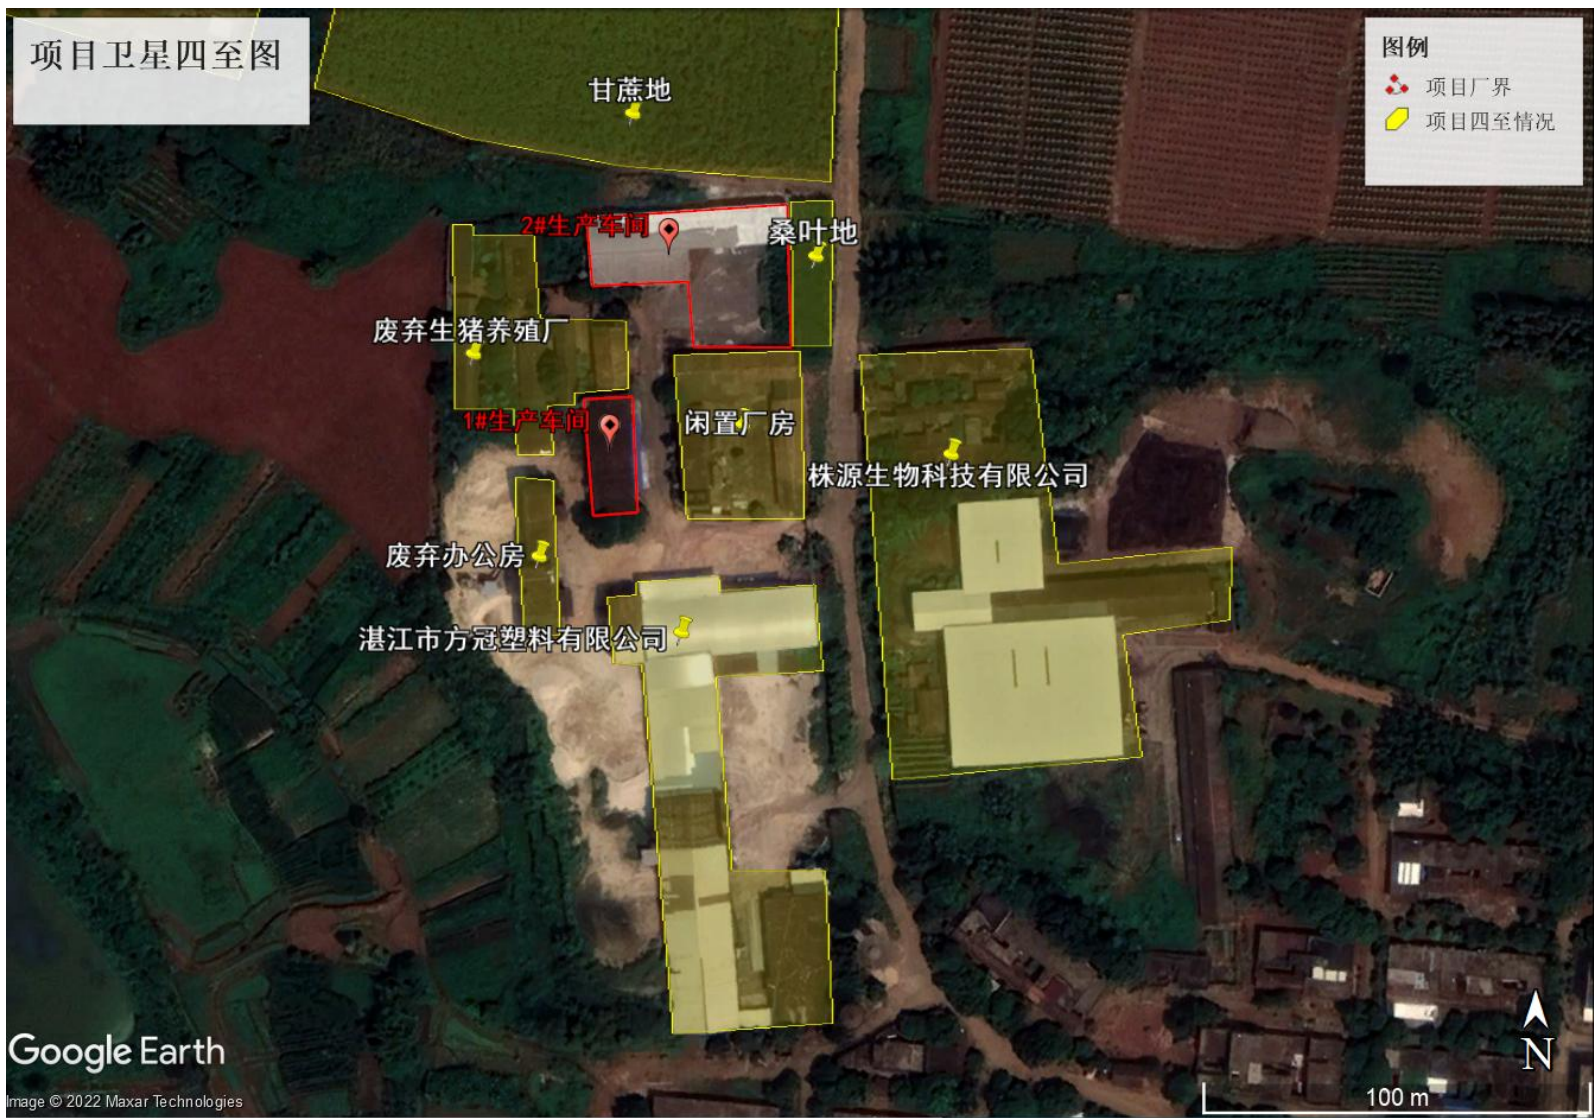 项目卫星四至图
图例
项目厂界
项目四至情况
甘蔗地
2#生产车间
桑叶地
废弃生猪养殖厂
1#生产车间
闲置厂房
株源生物科技有限公司
废弃办公房
湛江市方冠塑料有限公司
Google Earth
Image © 2022 Maxar Technologies
N
100 m